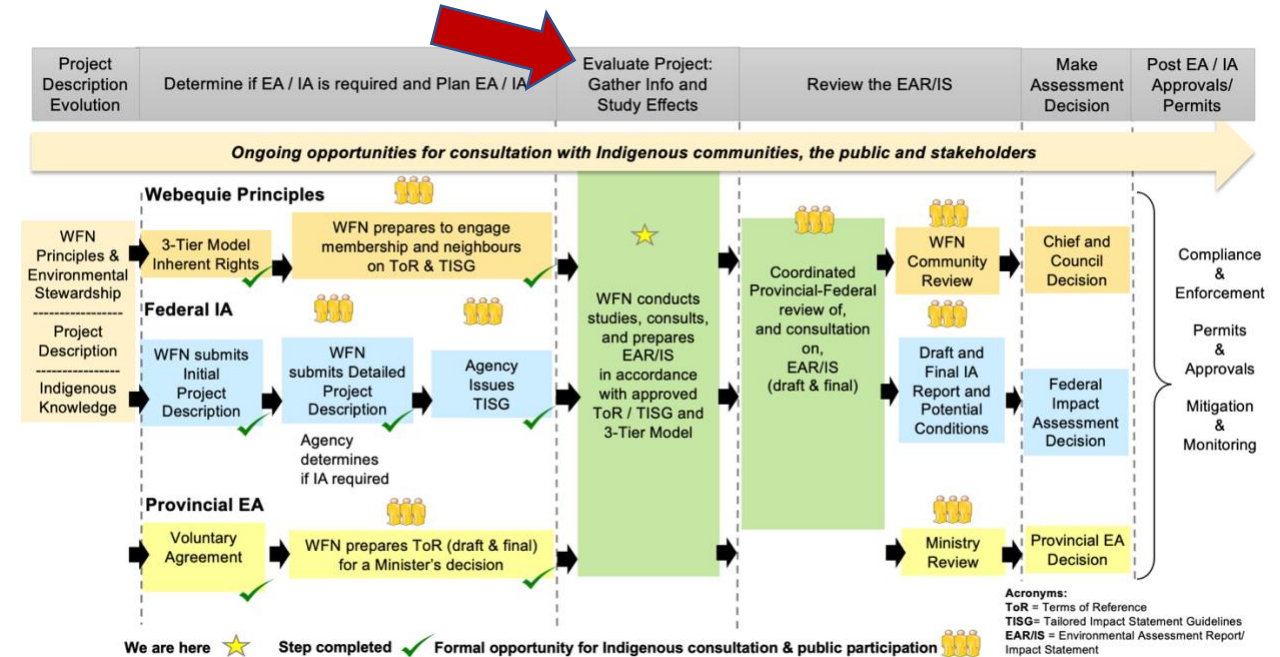 Project
Description
Evolution
Determine if EA / IA is required and Plan EA / IA
Evaluate Project:
Gather Info and
Study Effects
Review the EAR/IS
Make
Assessment
Decision
Post EA / IA
Approvals/
Permits
Ongoing opportunities for consultation with Indigenous communities, the public and stakeholders
WFN
Principles &
Environmental
Stewardship
-----------------
Project
Description
----------------
Indigenous
Knowledge
Webequie Principles
3-Tier Model
Inherent Rights
WFN prepares to engage
membership and neighbours
on ToR & TISG
Federal IA
WFN submits
Initial
Project
Description
WFN
submits Detailed
Project
Description
Agency
determines
if IA required
Agency
Issues
TISG
Provincial EA
Voluntary
Agreement
WFN prepares ToR (draft & final)
for a Minister's decision
WFN conducts
studies, consults,
and prepares
EAR/IS
in accordance
with approved
ToR / TISG and
3-Tier Model
Coordinated
Provincial-Federal
review of,
and consultation
on,
EAR/IS
(draft & final)
WFN
Community
Review
Chief and
Council
Decision
Draft and
Final IA
Report and
Potential
Conditions
Federal
Impact
Assessment
Decision
Ministry
Review
Provincial EA
Decision
Compliance
&
Enforcement
Permits
&
Approvals
Mitigation
&
Monitoring
Acronyms:
ToR = Terms of Reference
TISG= Tailored Impact Statement Guidelines
EAR/IS = Environmental Assessment Report/
Impact Statement
We are here
Step completed
Formal opportunity for Indigenous consultation & public participation